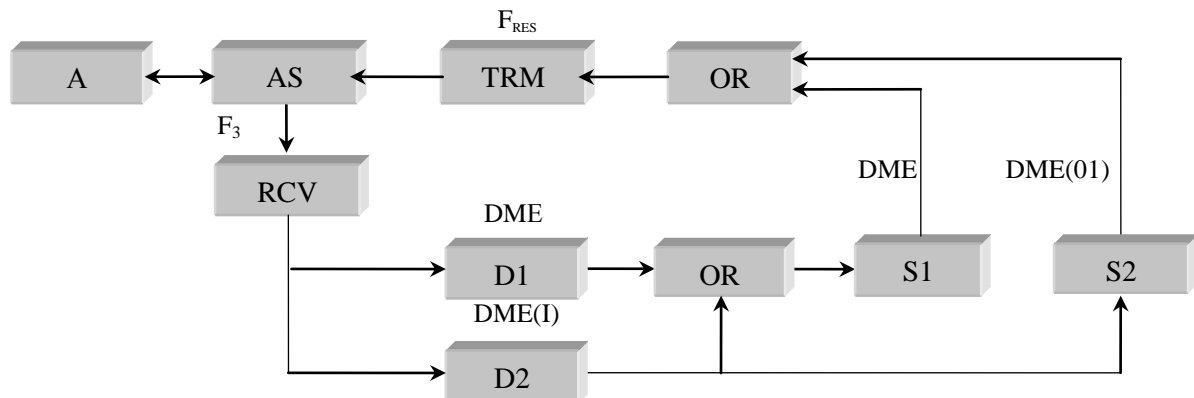 F_RES
A
AS
TRM
OR
F_3
RCV
DME
DME(01)
DME
D1
OR
S1
S2
DME(I)
D2